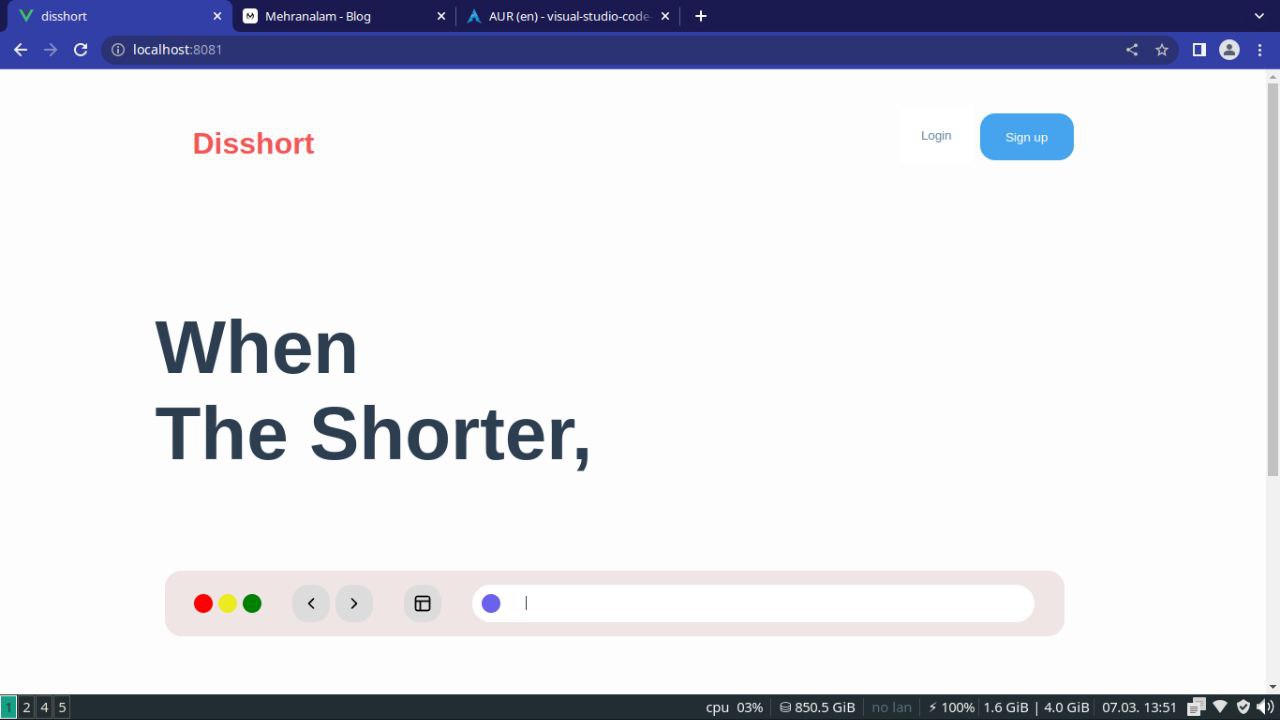 disshort
Mehranalam - Blog
AUR (en) - visual-studio-code-
localhost:8081
Disshort
Login
Sign up
When
The Shorter,
1 2 4 5
cpu 03% 850.5 GiB no lan ⚡ 100% 1.6 GiB | 4.0 GiB 07.03. 13:51